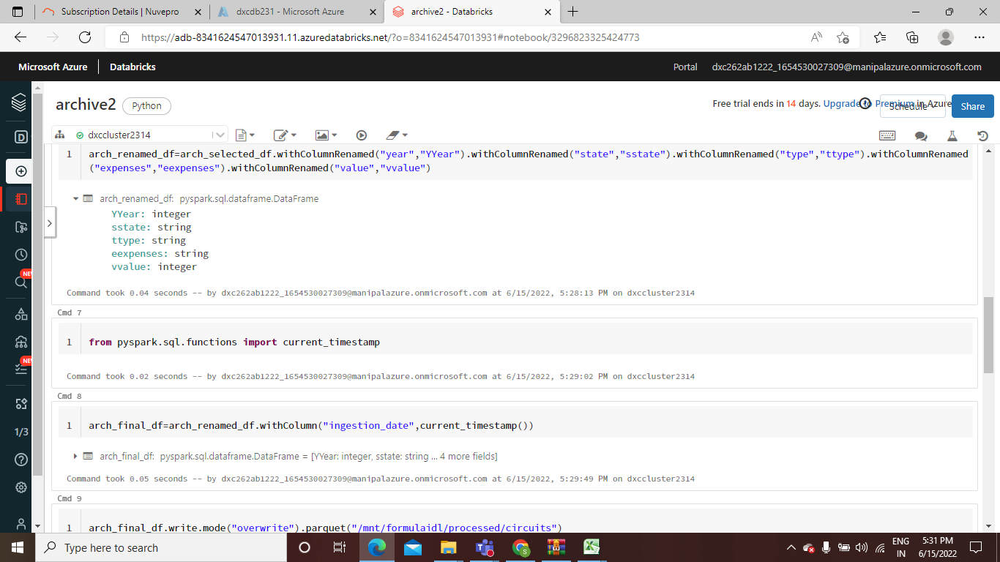 Subscription Details | Nuvepro
dxcdb231 - Microsoft Azure
archive2 - Databricks
https://adb-8341624547013931.11.azuredatabricks.net/?o=8341624547013931#notebook/3296823325424773
Microsoft Azure
Databricks
Portal
dxc262ab1222_1654530027309@manipalazure.onmicrosoft.com
archive2
Python
Free trial ends in 14 days. Upgrade to Premium in Azure
Schedule
Share
dxccluster2314
1 arch_renamed_df=arch_selected_df.withColumnRenamed("year","YYear").withColumnRenamed("state","sstate").withColumnRenamed("type","ttype").withColumnRenamed
("expenses","eexpenses").withColumnRenamed("value","vvalue")
arch_renamed_df: pyspark.sql.dataframe.DataFrame
YYear: integer
sstate: string
ttype: string
eexpenses: string
vvalue: integer
Command took 0.04 seconds -- by dxc262ab1222_1654530027309@manipalazure.onmicrosoft.com at 6/15/2022, 5:28:13 PM on dxccluster2314
Cmd 7
1 from pyspark.sql.functions import current_timestamp
Command took 0.02 seconds -- by dxc262ab1222_1654530027309@manipalazure.onmicrosoft.com at 6/15/2022, 5:29:02 PM on dxccluster2314
Cmd 8
1 arch_final_df=arch_renamed_df.withColumn("ingestion_date",current_timestamp())
arch_final_df: pyspark.sql.dataframe.DataFrame = [YYear: integer, sstate: string ... 4 more fields]
Command took 0.05 seconds -- by dxc262ab1222_1654530027309@manipalazure.onmicrosoft.com at 6/15/2022, 5:29:49 PM on dxccluster2314
Cmd 9
1 arch_final_df.write.mode("overwrite").parquet("/mnt/formulaidl/processed/circuits")
D
1/3
Type here to search
ENG
IN
5:31 PM
6/15/2022